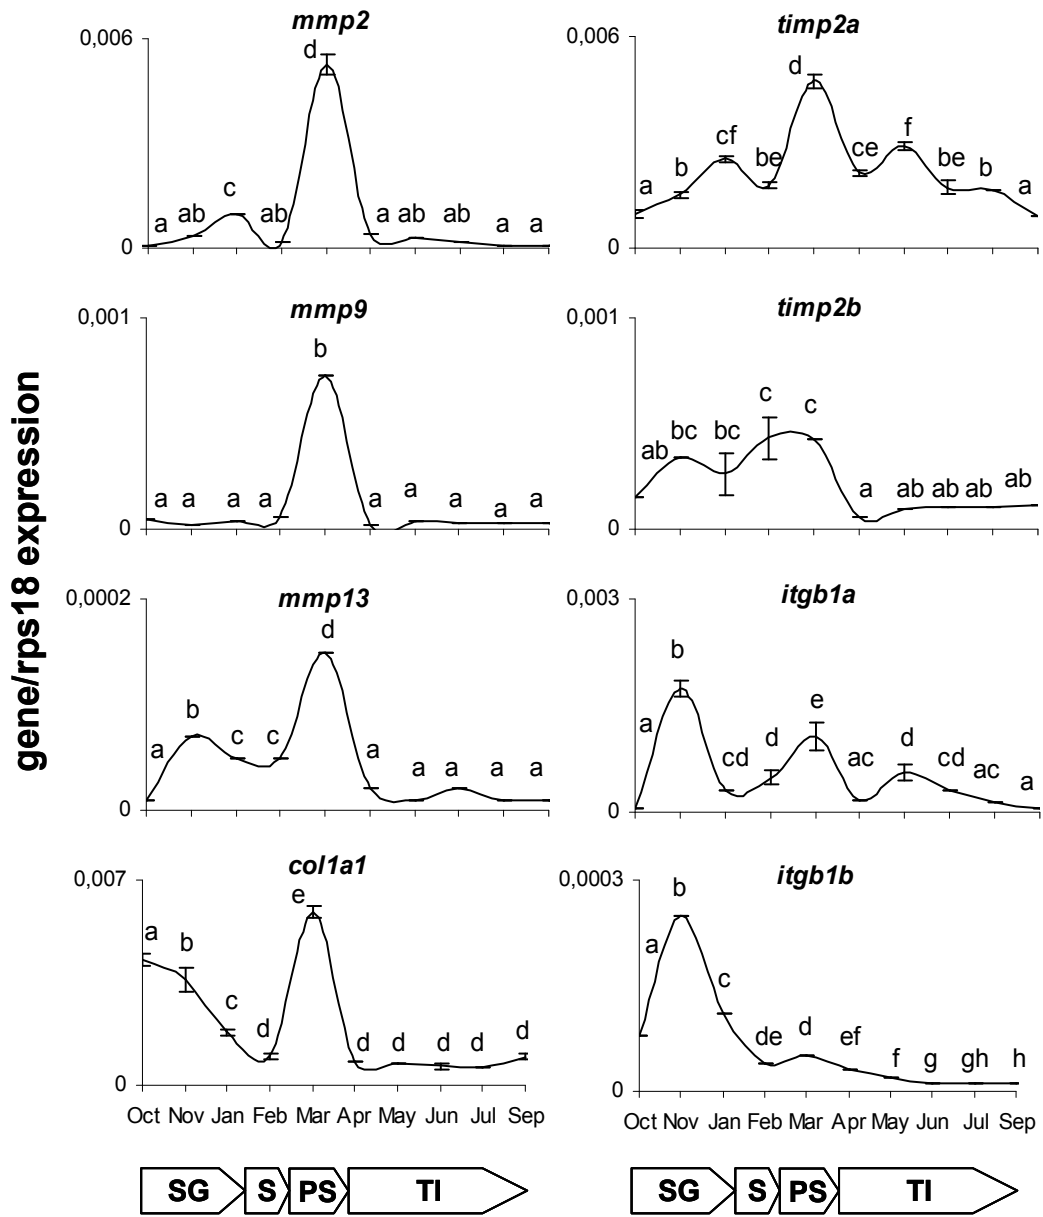 gene/rps18 expression
mmp2
0,006
d
c
a ab ab a ab ab a a
0
timp2a
0,006
d
cf f
a b be ce be b a
0
mmp9
0,001
b
a a a a a a a a a
0
timp2b
0,001
c c
ab bc bc
a ab ab ab ab
0
mmp13
0,0002
d
b
a c c a a a a a
0
itgb1a
0,003
b
a e
cd d ac d cd ac a
0
col1a1
0,007
e
a b
c d d d d d d
0
Oct Nov Jan Feb Mar Apr May Jun Jul Sep
itgb1b
0,0003
b
a
c
de d ef f g gh h
0
Oct Nov Jan Feb Mar Apr May Jun Jul Sep
SG S PS TI
SG S PS TI